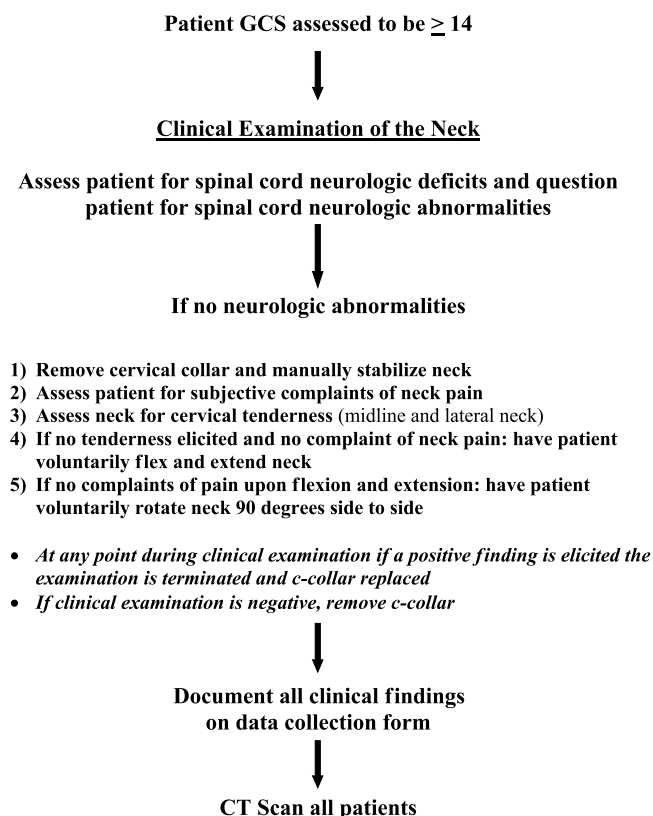 Patient GCS assessed to be ≥ 14
Clinical Examination of the Neck
Assess patient for spinal cord neurologic deficits and question
patient for spinal cord neurologic abnormalities
If no neurologic abnormalities
1) Remove cervical collar and manually stabilize neck
2) Assess patient for subjective complaints of neck pain
3) Assess neck for cervical tenderness (midline and lateral neck)
4) If no tenderness elicited and no complaint of neck pain: have patient
voluntarily flex and extend neck
5) If no complaints of pain upon flexion and extension: have patient
voluntarily rotate neck 90 degrees side to side
• At any point during clinical examination if a positive finding is elicited the
examination is terminated and c-collar replaced
• If clinical examination is negative, remove c-collar
Document all clinical findings
on data collection form
CT Scan all patients